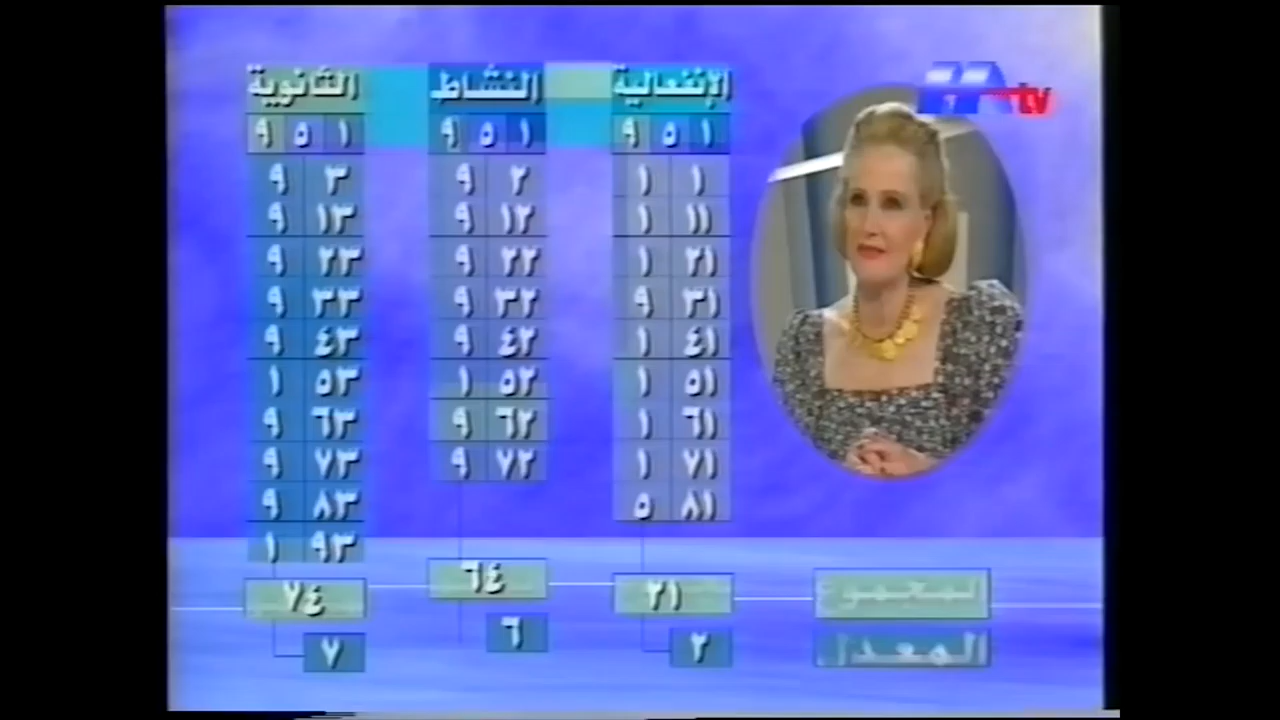 tv
الإنفعالية النشاط الثانوية
١ ٥ ٩ ١ ٥ ٩ ١ ٥ ٩
١ ١ ٢ ٩ ٣ ٩
١١ ١ ١٢ ٩ ١٣ ٩
٢١ ١ ٢٢ ٩ ٢٣ ٩
٣١ ٩ ٣٢ ٩ ٣٣ ٩
٤١ ١ ٤٢ ٩ ٤٣ ٩
٥١ ١ ٥٢ ١ ٥٣ ١
٦١ ١ ٦٢ ٩ ٦٣ ٩
٧١ ١ ٧٢ ٩ ٧٣ ٩
٨١ ٥ ٨٣ ٩
٩٣ ١
المجموع ٢١ ٦٤ ٧٤
المعدل ٢ ٦ ٧